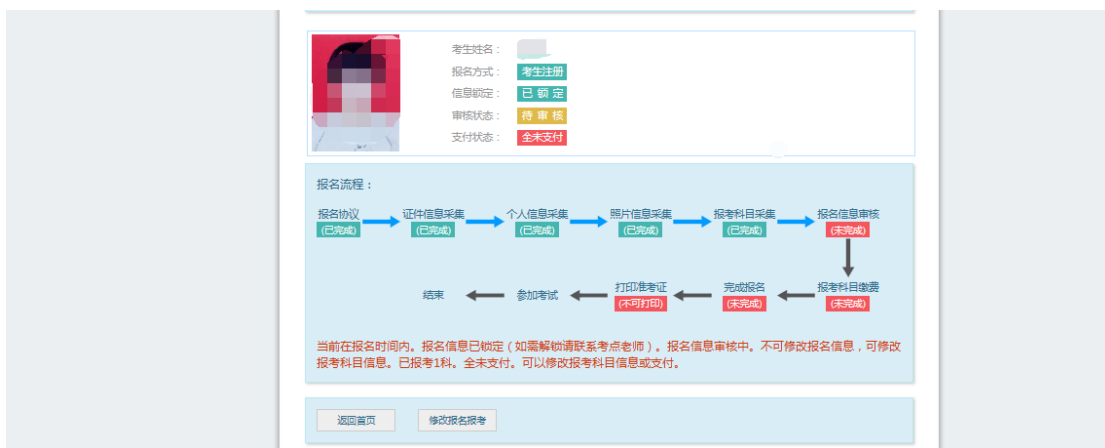 考生姓名：
报名方式： 考生注册
信息锁定： 已 锁 定
审核状态： 待 审 核
支付状态： 全未支付
报名流程：
报名协议 证件信息采集 个人信息采集 照片信息采集 报考科目采集 报名信息审核
(已完成) (已完成) (已完成) (已完成) (已完成) (未完成)
结束 参加考试 打印准考证 完成报名 报考科目缴费
(不可打印) (未完成) (未完成)
当前在报名时间内。报名信息已锁定（如需解锁请联系考点老师）。报名信息审核中。不可修改报名信息，可修改
报考科目信息。已报考1科。全未支付。可以修改报考科目信息或支付。
返回首页 修改报名报考